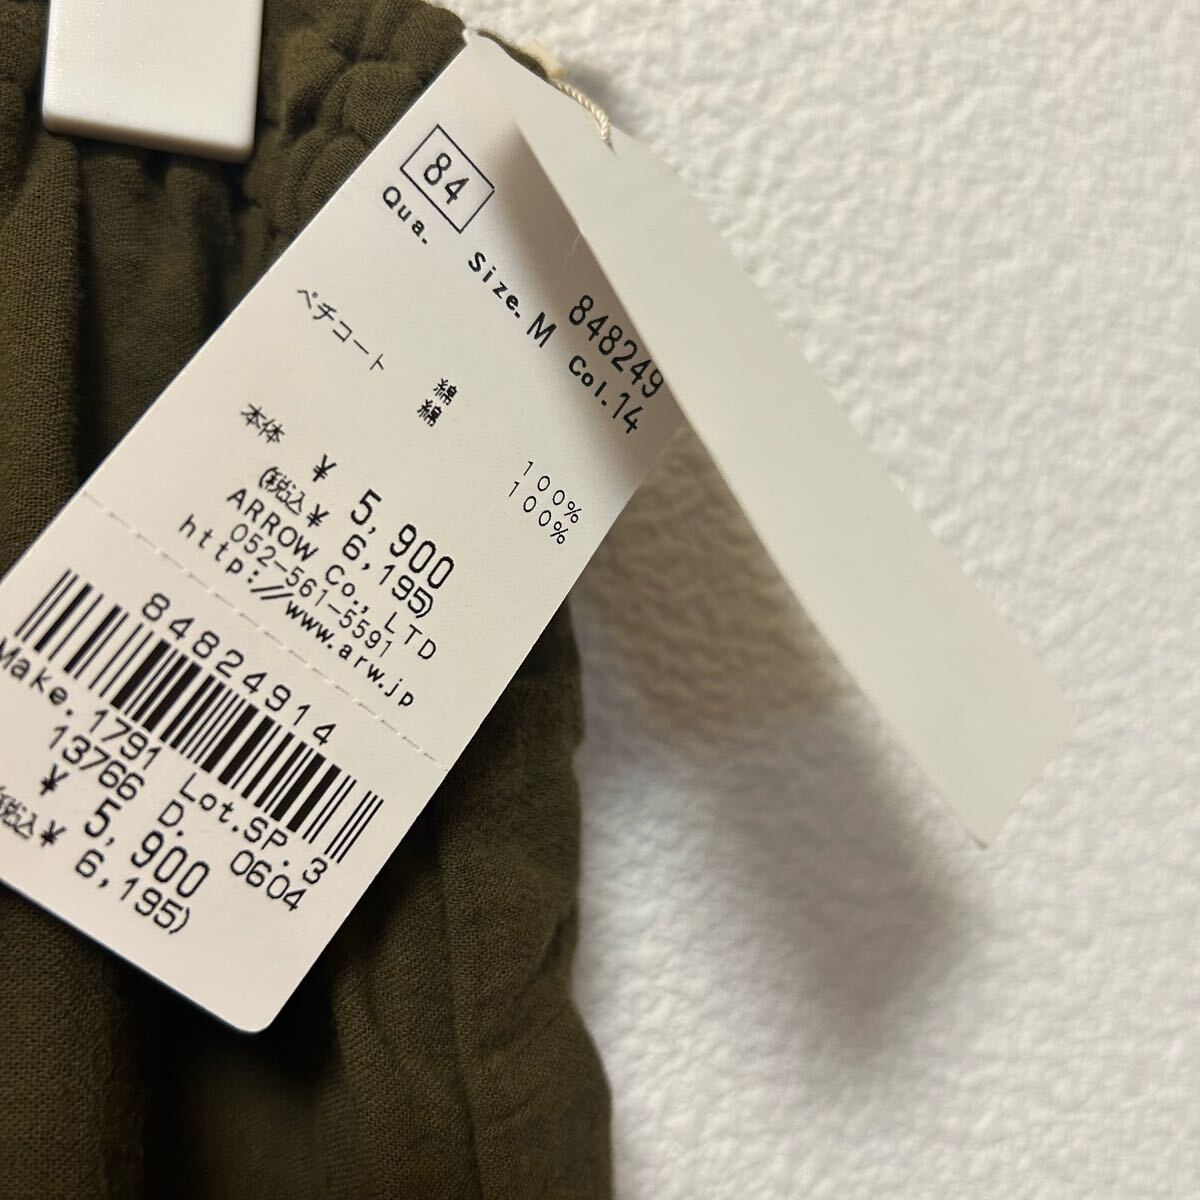 84
848249
Qua. Size. M Col. 14
ペチコート
綿 100%
綿 100%
本体 ¥ 5,900
(税込¥ 6,195)
ARROW Co., LTD
052-561-5591
http://www.arw.jp
84824914
Make. 1791 Lot. SP. 3
13766 D. 0604
¥ 5,900
税込¥ 6,195)